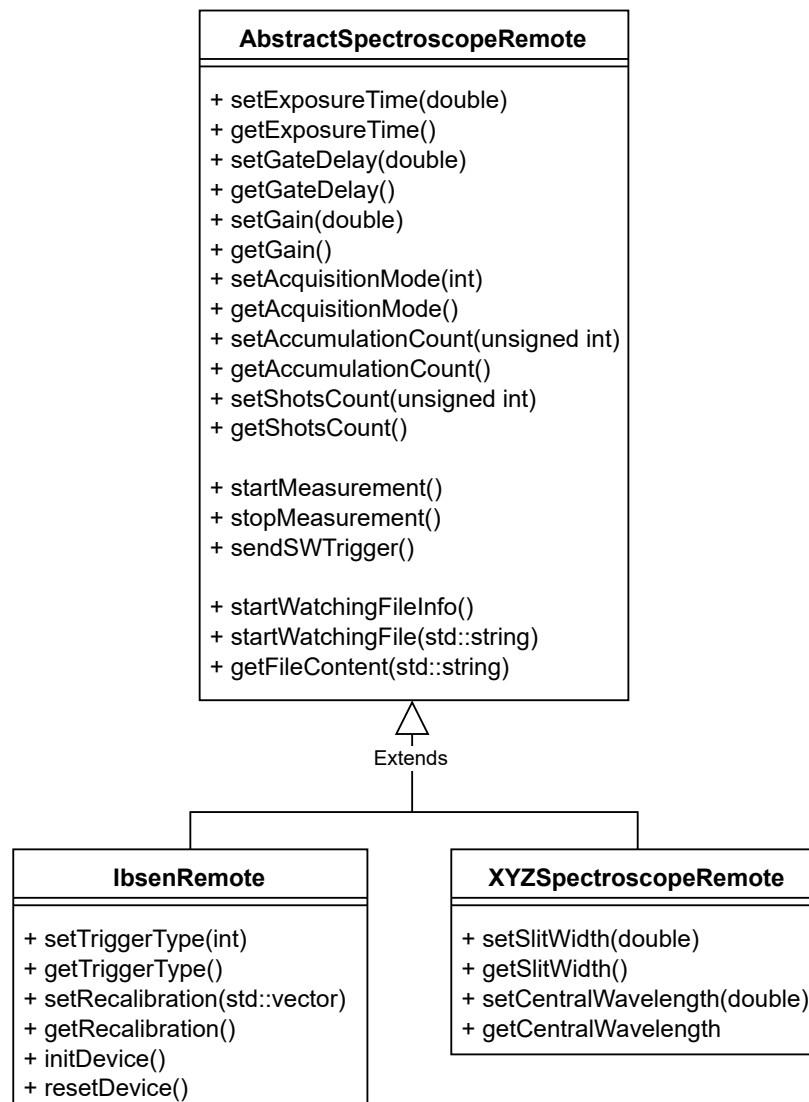 AbstractSpectroscopeRemote
+ setExposureTime(double)
+ getExposureTime()
+ setGateDelay(double)
+ getGateDelay()
+ setGain(double)
+ getGain()
+ setAcquisitionMode(int)
+ getAcquisitionMode()
+ setAccumulationCount(unsigned int)
+ getAccumulationCount()
+ setShotsCount(unsigned int)
+ getShotsCount()
+ startMeasurement()
+ stopMeasurement()
+ sendSWTrigger()
+ startWatchingFileInfo()
+ startWatchingFile(std::string)
+ getFileContent(std::string)
Extends
IbsenRemote
+ setTriggerType(int)
+ getTriggerType()
+ setRecalibration(std::vector)
+ getRecalibration()
+ initDevice()
+ resetDevice()
XYZSpectroscopeRemote
+ setSlitWidth(double)
+ getSlitWidth()
+ setCentralWavelength(double)
+ getCentralWavelength